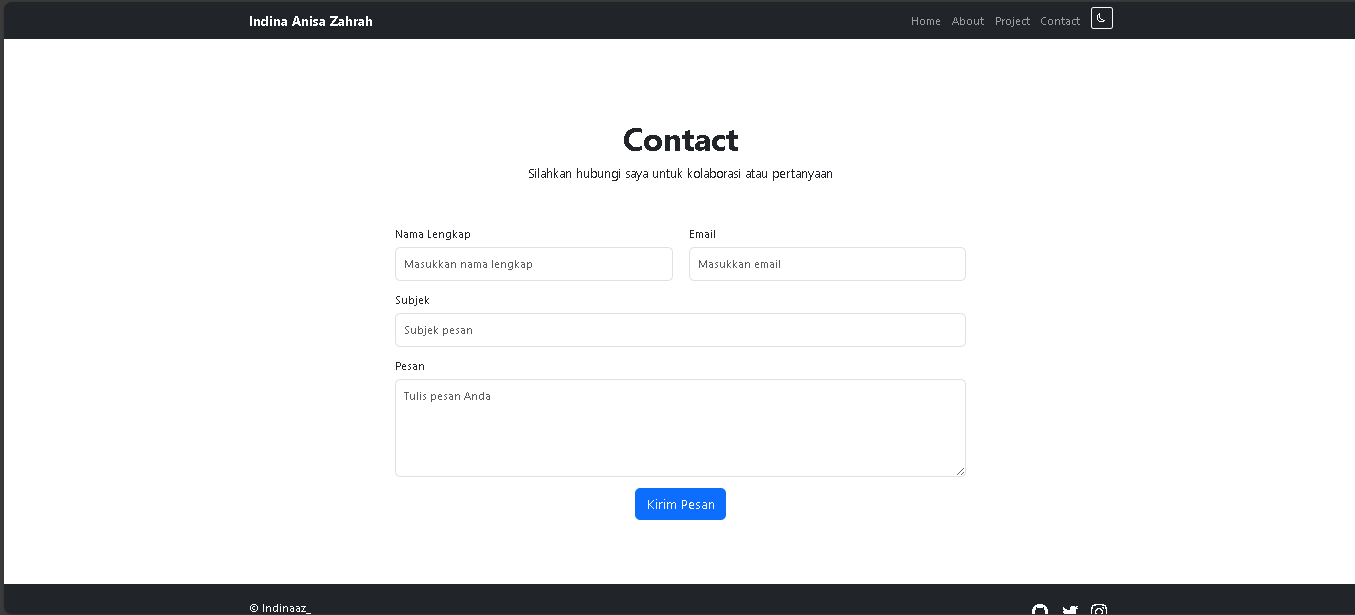 Indina Anisa Zahrah
Home About Project Contact
Contact
Silahkan hubungi saya untuk kolaborasi atau pertanyaan
Nama Lengkap Email
Masukkan nama lengkap Masukkan email
Subjek
Subjek pesan
Pesan
Tulis pesan Anda
Kirim Pesan
© Indinaaz_